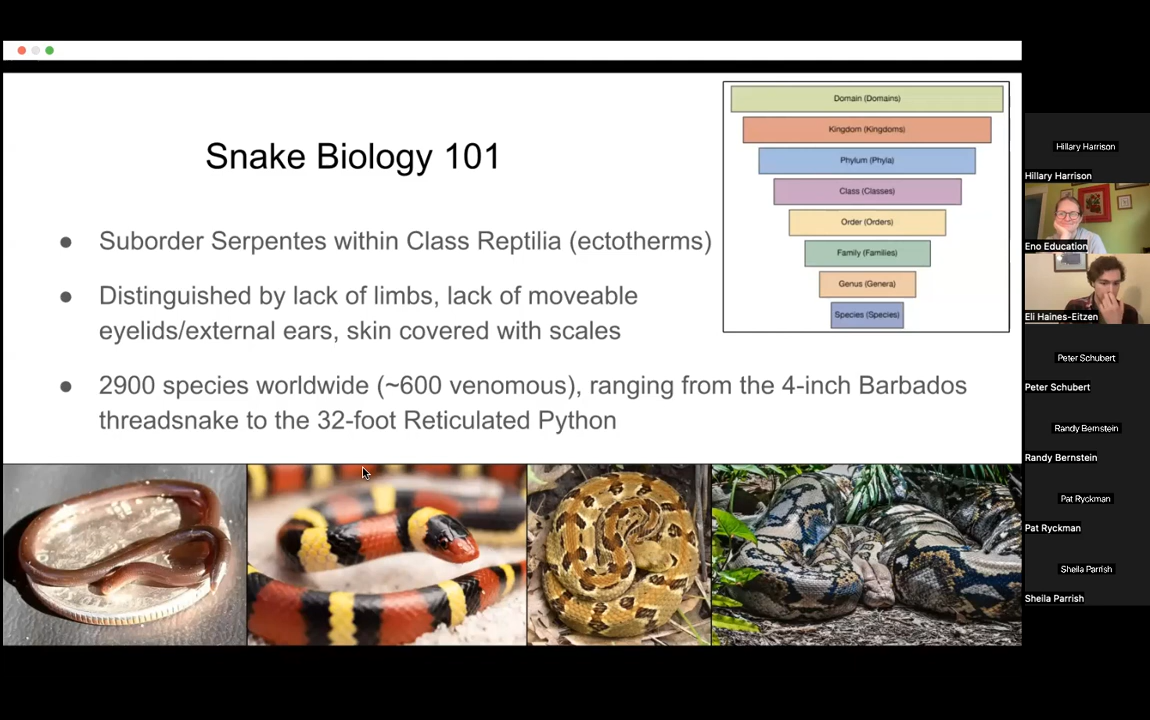 Snake Biology 101
● Suborder Serpentes within Class Reptilia (ectotherms)
● Distinguished by lack of limbs, lack of moveable
eyelids/external ears, skin covered with scales
● 2900 species worldwide (~600 venomous), ranging from the 4-inch Barbados
threadsnake to the 32-foot Reticulated Python
Domain (Domains)
Kingdom (Kingdoms)
Phylum (Phyla)
Class (Classes)
Order (Orders)
Family (Families)
Genus (Genera)
Species (Species)
Hillary Harrison
Hillary Harrison
Eno Education
Eli Haines-Eitzen
Peter Schubert
Peter Schubert
Randy Bernstein
Randy Bernstein
Pat Ryckman
Pat Ryckman
Sheila Parrish
Sheila Parrish